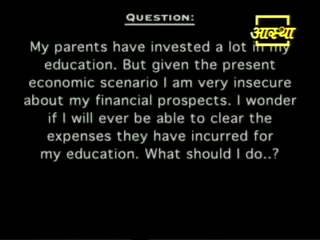 QUESTION:
आस्था
My parents have invested a lot in my
education. But given the present
economic scenario I am very insecure
about my financial prospects. I wonder
if I will ever be able to clear the
expenses they have incurred for
my education. What should I do..?